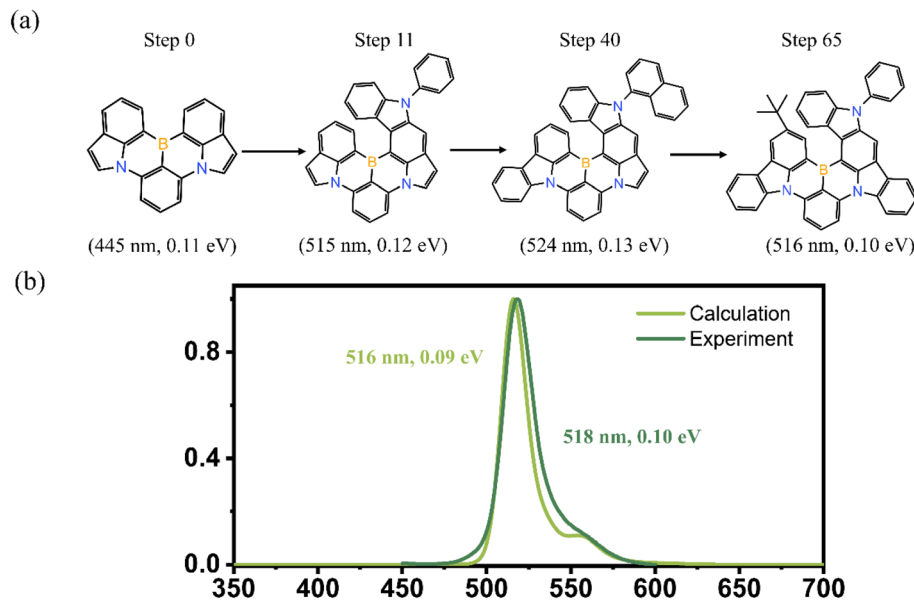 (a)
Step 0 Step 11 Step 40 Step 65
N
N
N
B B B B
N N N N N N N N
(445 nm, 0.11 eV) (515 nm, 0.12 eV) (524 nm, 0.13 eV) (516 nm, 0.10 eV)
(b)
Calculation
Experiment
516 nm, 0.09 eV
518 nm, 0.10 eV
0.8
0.4
0.0
350 400 450 500 550 600 650 700